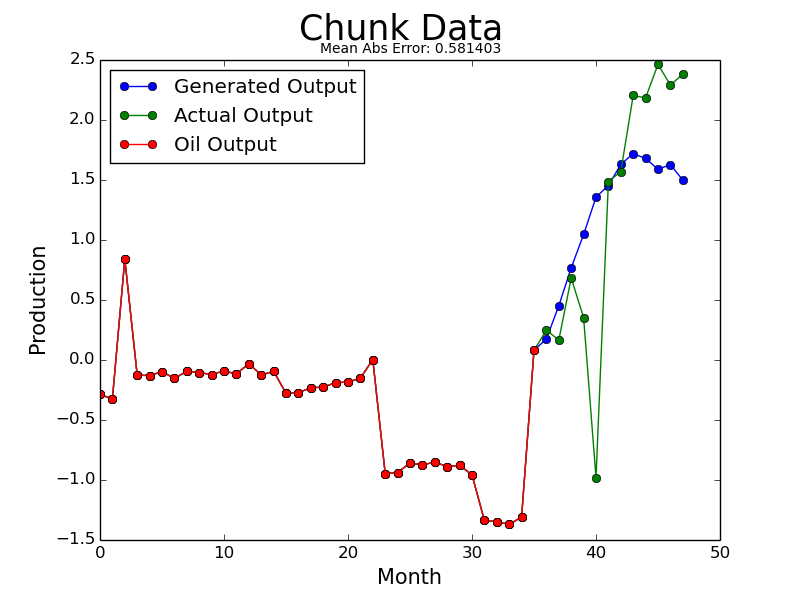 Chunk Data
Mean Abs Error: 0.581403
Generated Output
Actual Output
Oil Output
2.5
2.0
1.5
1.0
0.5
0.0
−0.5
−1.0
−1.5
Production
0 10 20 30 40 50
Month